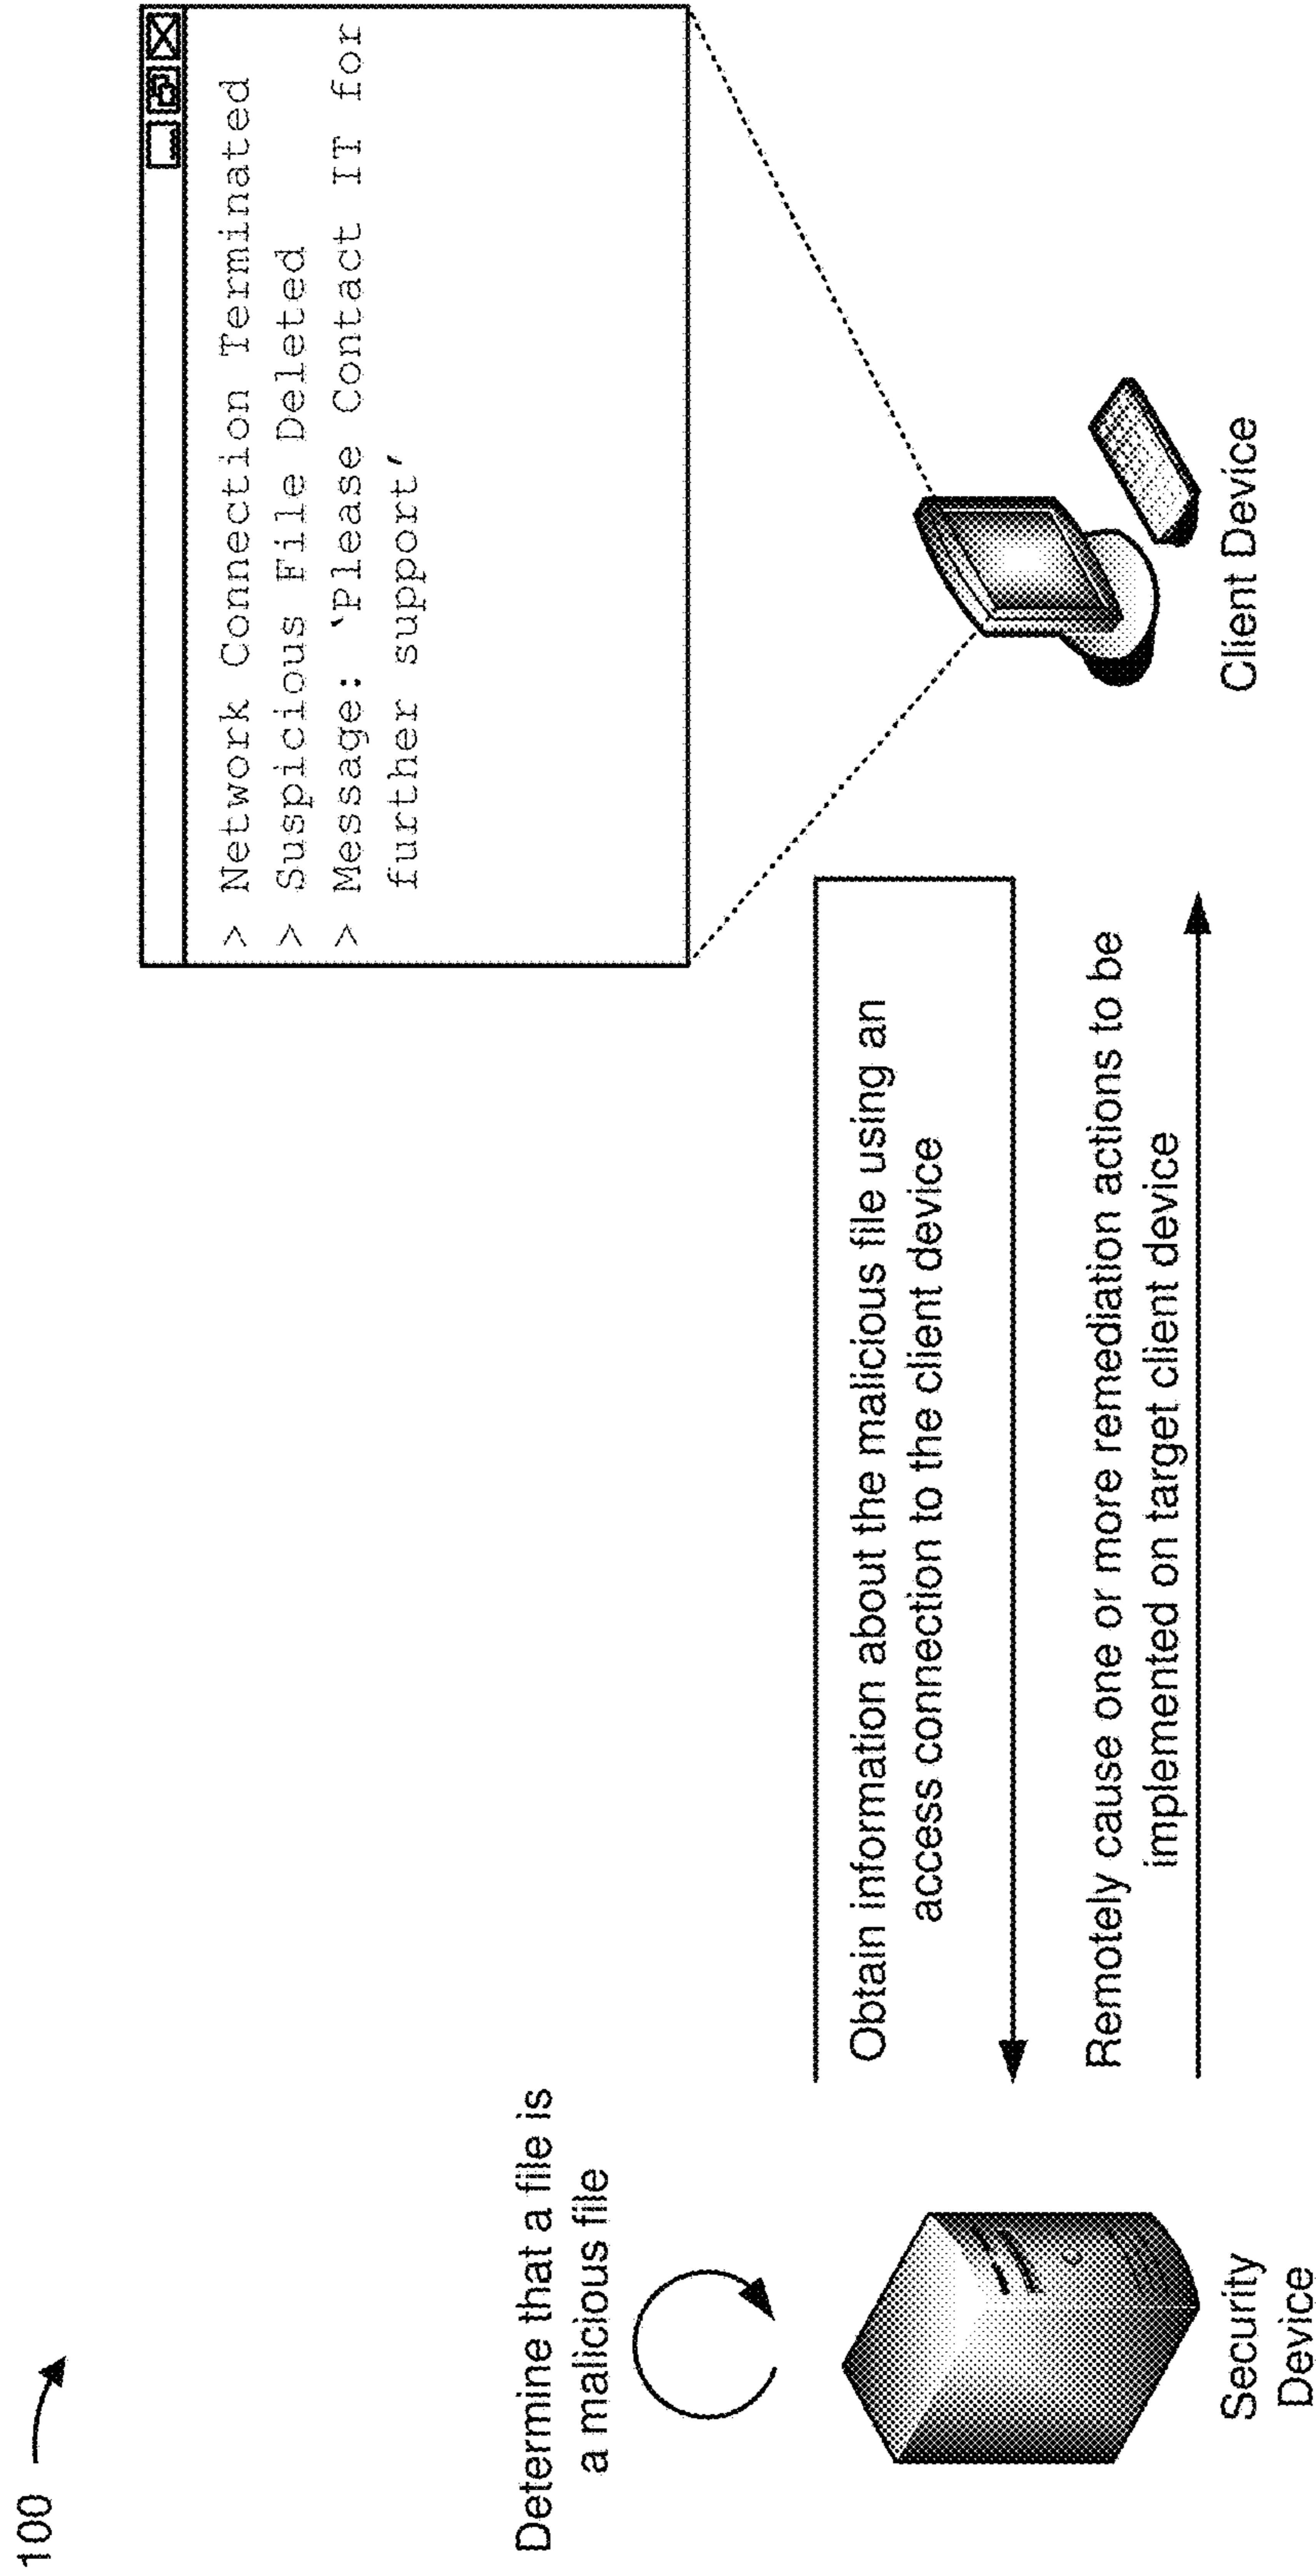 100
Determine that a file is
a malicious file
> Network Connection Terminated
> Suspicious File Deleted
> Message: ‘Please Contact IT for
further support’
Obtain information about the malicious file using an
access connection to the client device
Remotely cause one or more remediation actions to be
implemented on target client device
Security
Device
Client Device